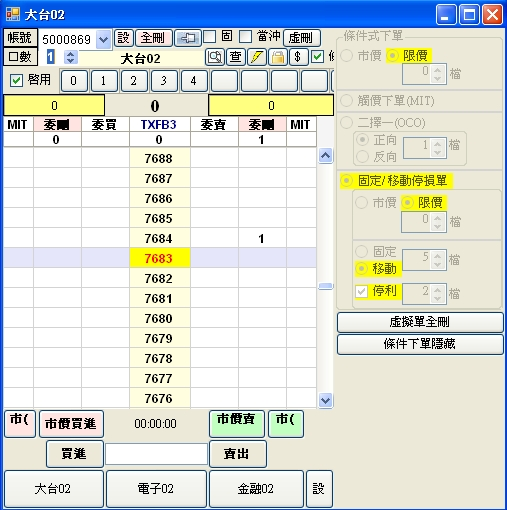 大台02
帳號 5000869 設 全刪 固 當沖 虛刪
口數 1 大台02 查 $
啓用 0 1 2 3 4
0 0 0
MIT 委刪 委買 TXFB3 委賣 委刪 MIT
0 0 1
7688
7687
7686
7685
7684 1
7683
7682
7681
7680
7679
7678
7677
7676
市( 市價買進 00:00:00 市價賣 市(
買進 賣出
大台02 電子02 金融02 設
條件式下單
市價 限價
0 檔
觸價下單(MIT)
二擇一(OCO)
正向
反向
1 檔
固定/移動停損單
市價 限價
0 檔
固定
移動
5 檔
停利 2 檔
虛擬單全刪
條件下單隱藏